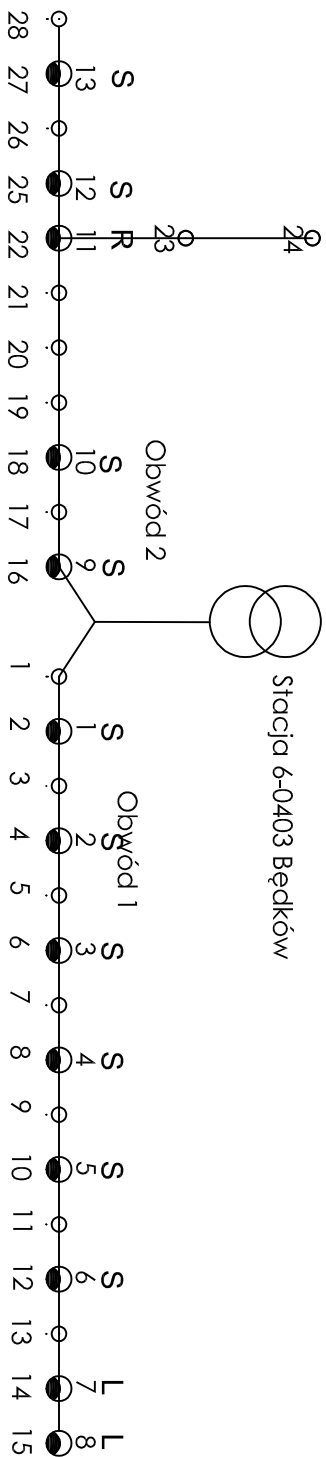 24
Stacja 6-0403 Będków
23
Obwód 2
Obwód 1
S S R S S S S S S S S L L
13 12 11 10 9 1 2 3 4 5 6 7 8
28 27 26 25 22 21 20 19 18 17 16 1 2 3 4 5 6 7 8 9 10 11 12 13 14 15